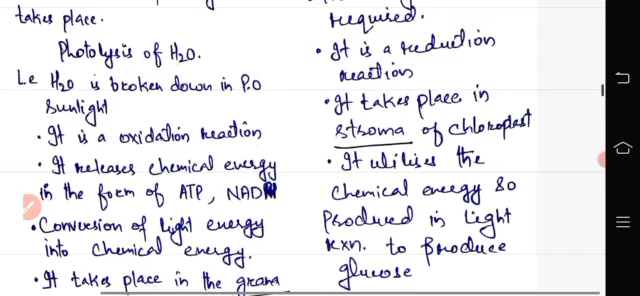 takes place.
Photolysis of H2O.
i.e H2O is broken down in P.O
Sunlight
• It is a oxidation reaction
• It releases chemical energy
in the form of ATP, NAD
• Conversion of light energy
into Chemical energy.
• It takes place in the grana
required.
• It is a reduction
reaction
• It takes place in
stroma of chloroplast
• It utilises the
chemical energy so
produced in light
rxn. to produce
glucose